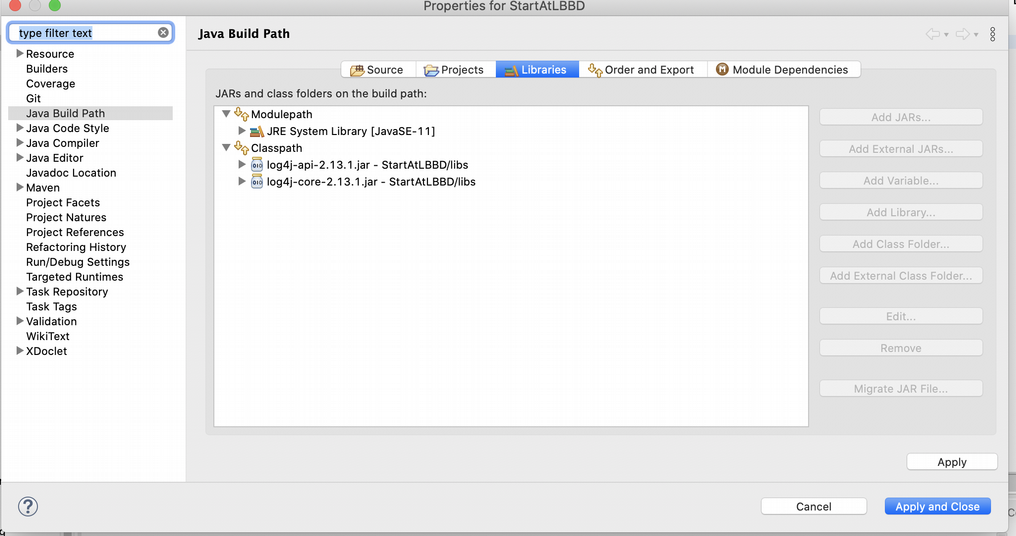 Properties for StartAtLBBD
type filter text
Resource
Builders
Coverage
Git
Java Build Path
Java Code Style
Java Compiler
Java Editor
Javadoc Location
Maven
Project Facets
Project Natures
Project References
Refactoring History
Run/Debug Settings
Targeted Runtimes
Task Repository
Task Tags
Validation
WikiText
XDoclet
Java Build Path
Source Projects Libraries Order and Export Module Dependencies
JARs and class folders on the build path:
Modulepath
JRE System Library [JavaSE-11]
Classpath
log4j-api-2.13.1.jar - StartAtLBBD/libs
log4j-core-2.13.1.jar - StartAtLBBD/libs
Add JARs...
Add External JARs...
Add Variable...
Add Library...
Add Class Folder...
Add External Class Folder...
Edit...
Remove
Migrate JAR File...
Apply
?
Cancel Apply and Close